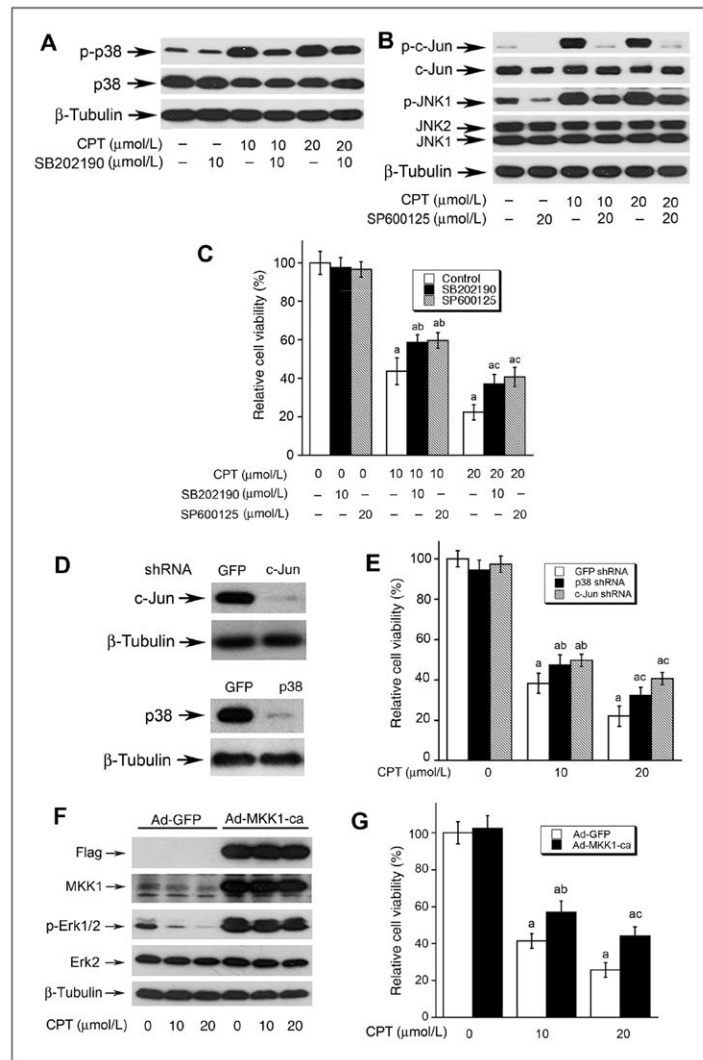 A
p-p38
p38
β-Tubulin
CPT (μmol/L) – – 10 10 20 20
SB202190 (μmol/L) – 10 – 10 – 10
B
p-c-Jun
c-Jun
p-JNK1
JNK2
JNK1
β-Tubulin
CPT (μmol/L) – – 10 10 20 20
SP600125 (μmol/L) – 20 – 20 – 20
C
Relative cell viability (%)
100
80
60
40
20
0
Control
SB202190
SP600125
a ab ab
a ac ac
CPT (μmol/L) 0 0 0 10 10 10 20 20 20
SB202190 (μmol/L) – 10 – – 10 – – 10 –
SP600125 (μmol/L) – – 20 – – 20 – – 20
D
shRNA GFP c-Jun
c-Jun
β-Tubulin
GFP p38
p38
β-Tubulin
E
Relative cell viability (%)
100
80
60
40
20
0
GFP shRNA
p38 shRNA
c-Jun shRNA
a ab ab
a ac ac
CPT (μmol/L) 0 10 20
F
Ad-GFP Ad-MKK1-ca
Flag
MKK1
p-Erk1/2
Erk2
β-Tubulin
CPT (μmol/L) 0 10 20 0 10 20
G
Relative cell viability (%)
100
80
60
40
20
0
Ad-GFP
Ad-MKK1-ca
a ab
a ac
CPT (μmol/L) 0 10 20